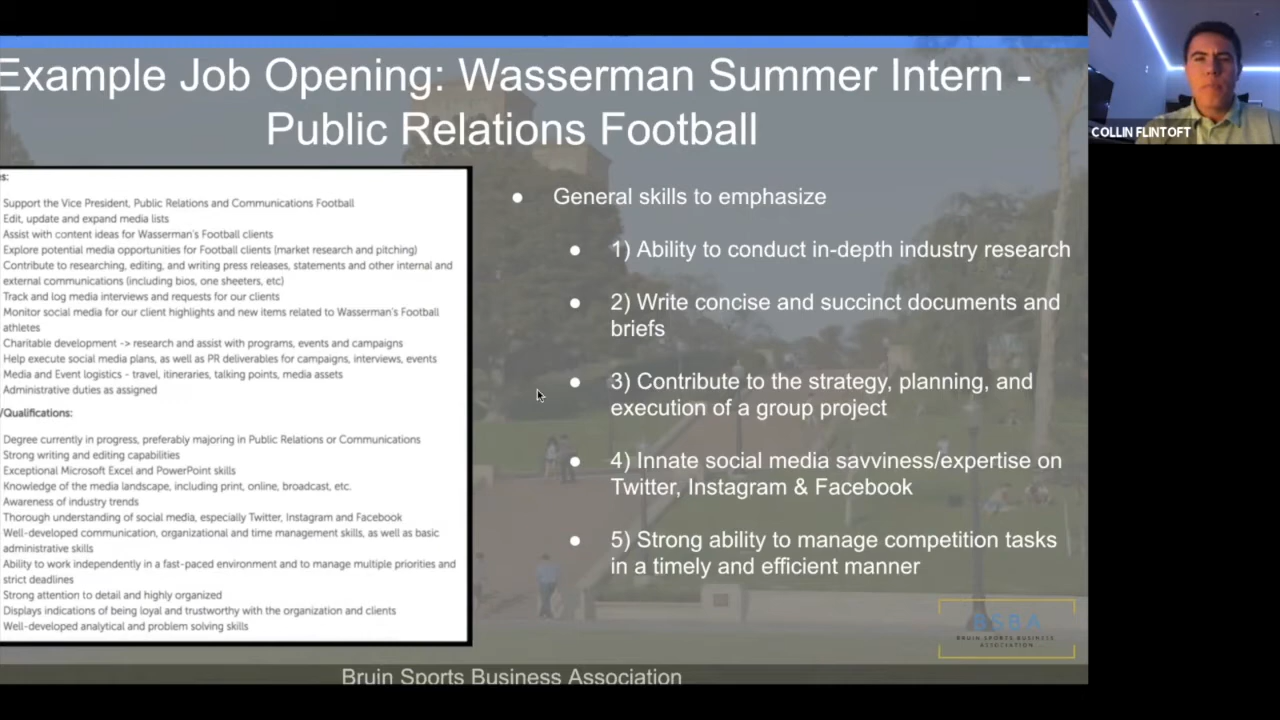 Example Job Opening: Wasserman Summer Intern -
Public Relations Football
es:
Support the Vice President, Public Relations and Communications Football
Edit, update and expand media lists
Assist with content ideas for Wasserman's Football clients
Explore potential media opportunities for Football clients (market research and pitching)
Contribute to researching, editing, and writing press releases, statements and other internal and
external communications (including bios, one sheeters, etc)
Track and log media interviews and requests for our clients
Monitor social media for our client highlights and new items related to Wasserman's Football
athletes
Charitable development -> research and assist with programs, events and campaigns
Help execute social media plans, as well as PR deliverables for campaigns, interviews, events
Media and Event logistics - travel, itineraries, talking points, media assets
Administrative duties as assigned
/Qualifications:
Degree currently in progress, preferably majoring in Public Relations or Communications
Strong writing and editing capabilities
Exceptional Microsoft Excel and PowerPoint skills
Knowledge of the media landscape, including print, online, broadcast, etc.
Awareness of industry trends
Thorough understanding of social media, especially Twitter, Instagram and Facebook
Well-developed communication, organizational and time management skills, as well as basic
administrative skills
Ability to work independently in a fast-paced environment and to manage multiple priorities and
strict deadlines
Strong attention to detail and highly organized
Displays indications of being loyal and trustworthy with the organization and clients
Well-developed analytical and problem solving skills
● General skills to emphasize
● 1) Ability to conduct in-depth industry research
● 2) Write concise and succinct documents and
briefs
● 3) Contribute to the strategy, planning, and
execution of a group project
● 4) Innate social media savviness/expertise on
Twitter, Instagram & Facebook
● 5) Strong ability to manage competition tasks
in a timely and efficient manner
BSBA
BRUIN SPORTS BUSINESS
ASSOCIATION
Bruin Sports Business Association
COLLIN FLINTOFT